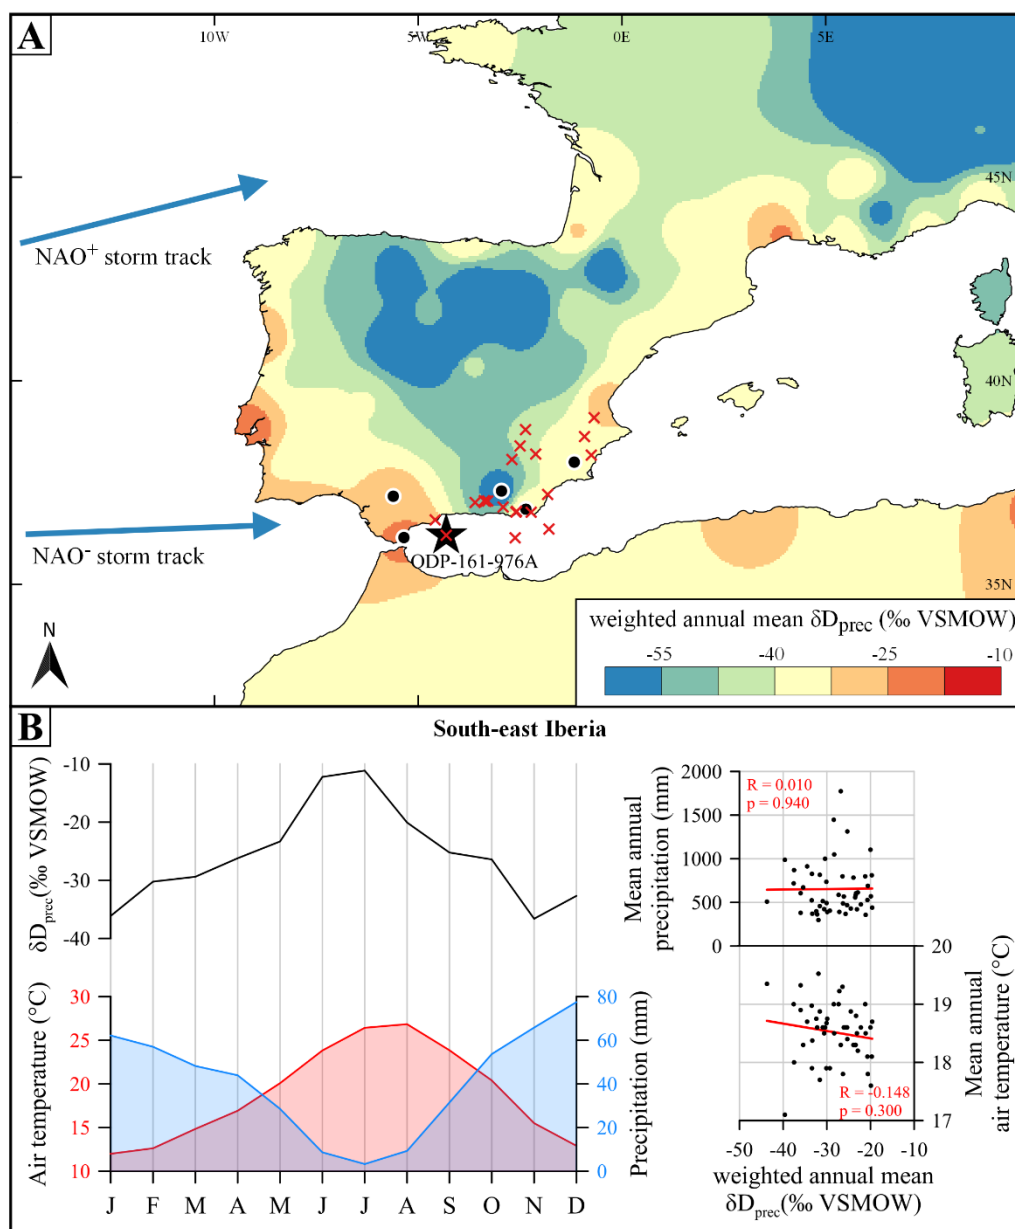 A
10W
5W
0E
5E
45N
NAO+ storm track
40N
NAO- storm track
ODP-161-976A
35N
N
weighted annual mean δDprec (‰ VSMOW)
-55
-40
-25
-10
B
South-east Iberia
δDprec(‰ VSMOW)
-10
-20
-30
-40
Air temperature (°C)
30
25
20
15
10
Precipitation (mm)
80
60
40
20
0
J F M A M J J A S O N D
Mean annual
precipitation (mm)
2000
1500
1000
500
0
R = 0.010
p = 0.940
20
19
18
17
Mean annual
air temperature (°C)
R = -0.148
p = 0.300
-50 -40 -30 -20 -10
weighted annual mean
δDprec(‰ VSMOW)